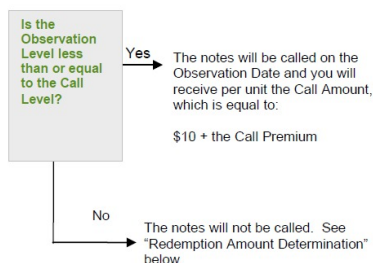 Is the
Observation
Level less
than or equal
to the Call
Level?
Yes
The notes will be called on the
Observation Date and you will
receive per unit the Call Amount,
which is equal to:
$10 + the Call Premium
No
The notes will not be called.  See
“Redemption Amount Determination”
below